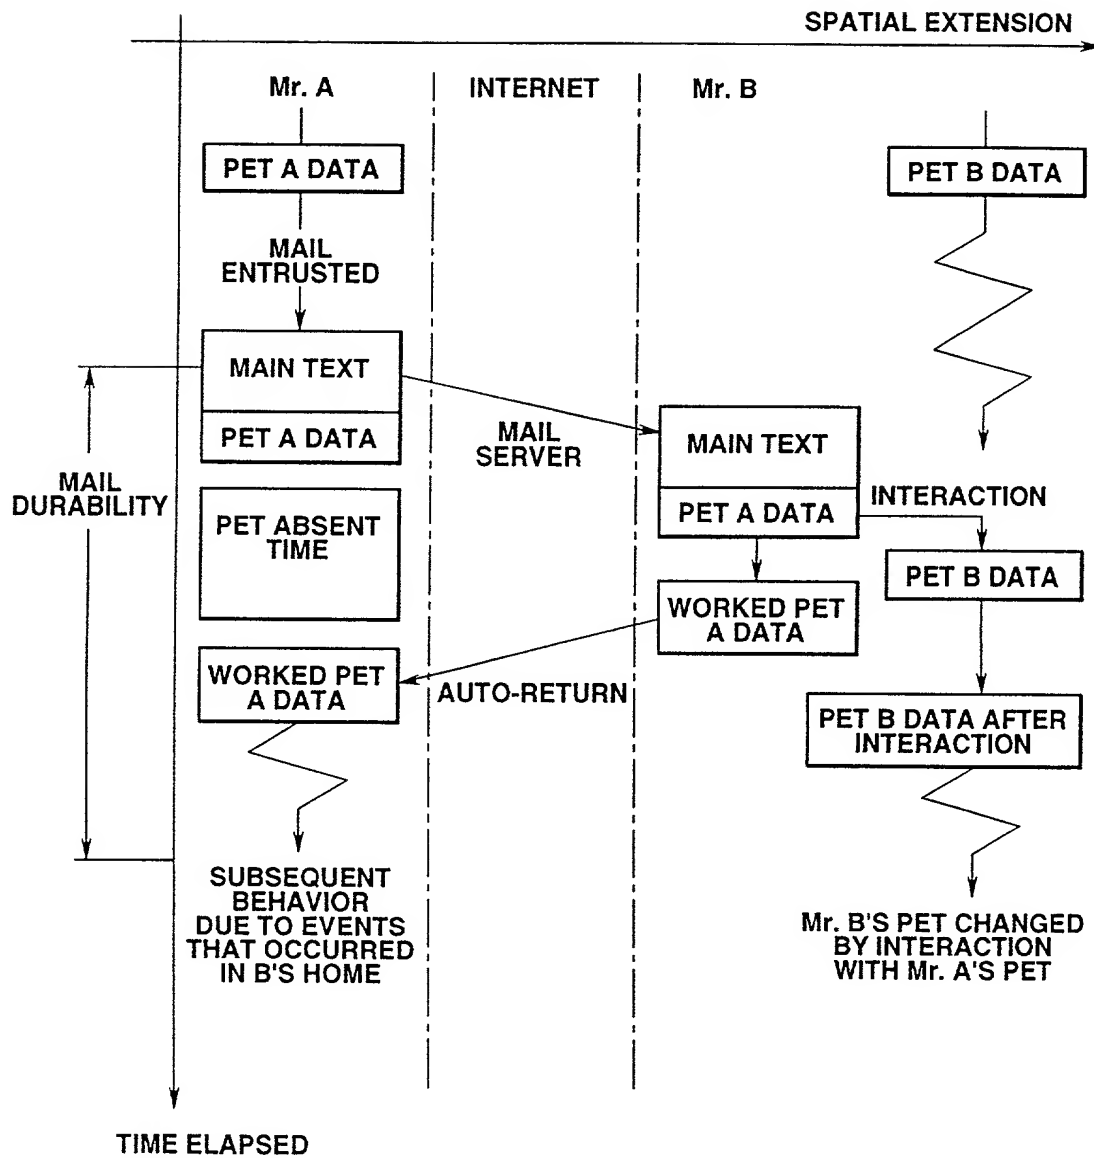 SPATIAL EXTENSION
Mr. A
INTERNET
Mr. B
PET A DATA
PET B DATA
MAIL
ENTRUSTED
MAIN TEXT
PET A DATA
MAIL
SERVER
MAIN TEXT
PET A DATA
MAIL
DURABILITY
INTERACTION
PET ABSENT
TIME
PET B DATA
WORKED PET
A DATA
WORKED PET
A DATA
AUTO-RETURN
PET B DATA AFTER
INTERACTION
SUBSEQUENT
BEHAVIOR
DUE TO EVENTS
THAT OCCURRED
IN B'S HOME
Mr. B'S PET CHANGED
BY INTERACTION
WITH Mr. A'S PET
TIME ELAPSED